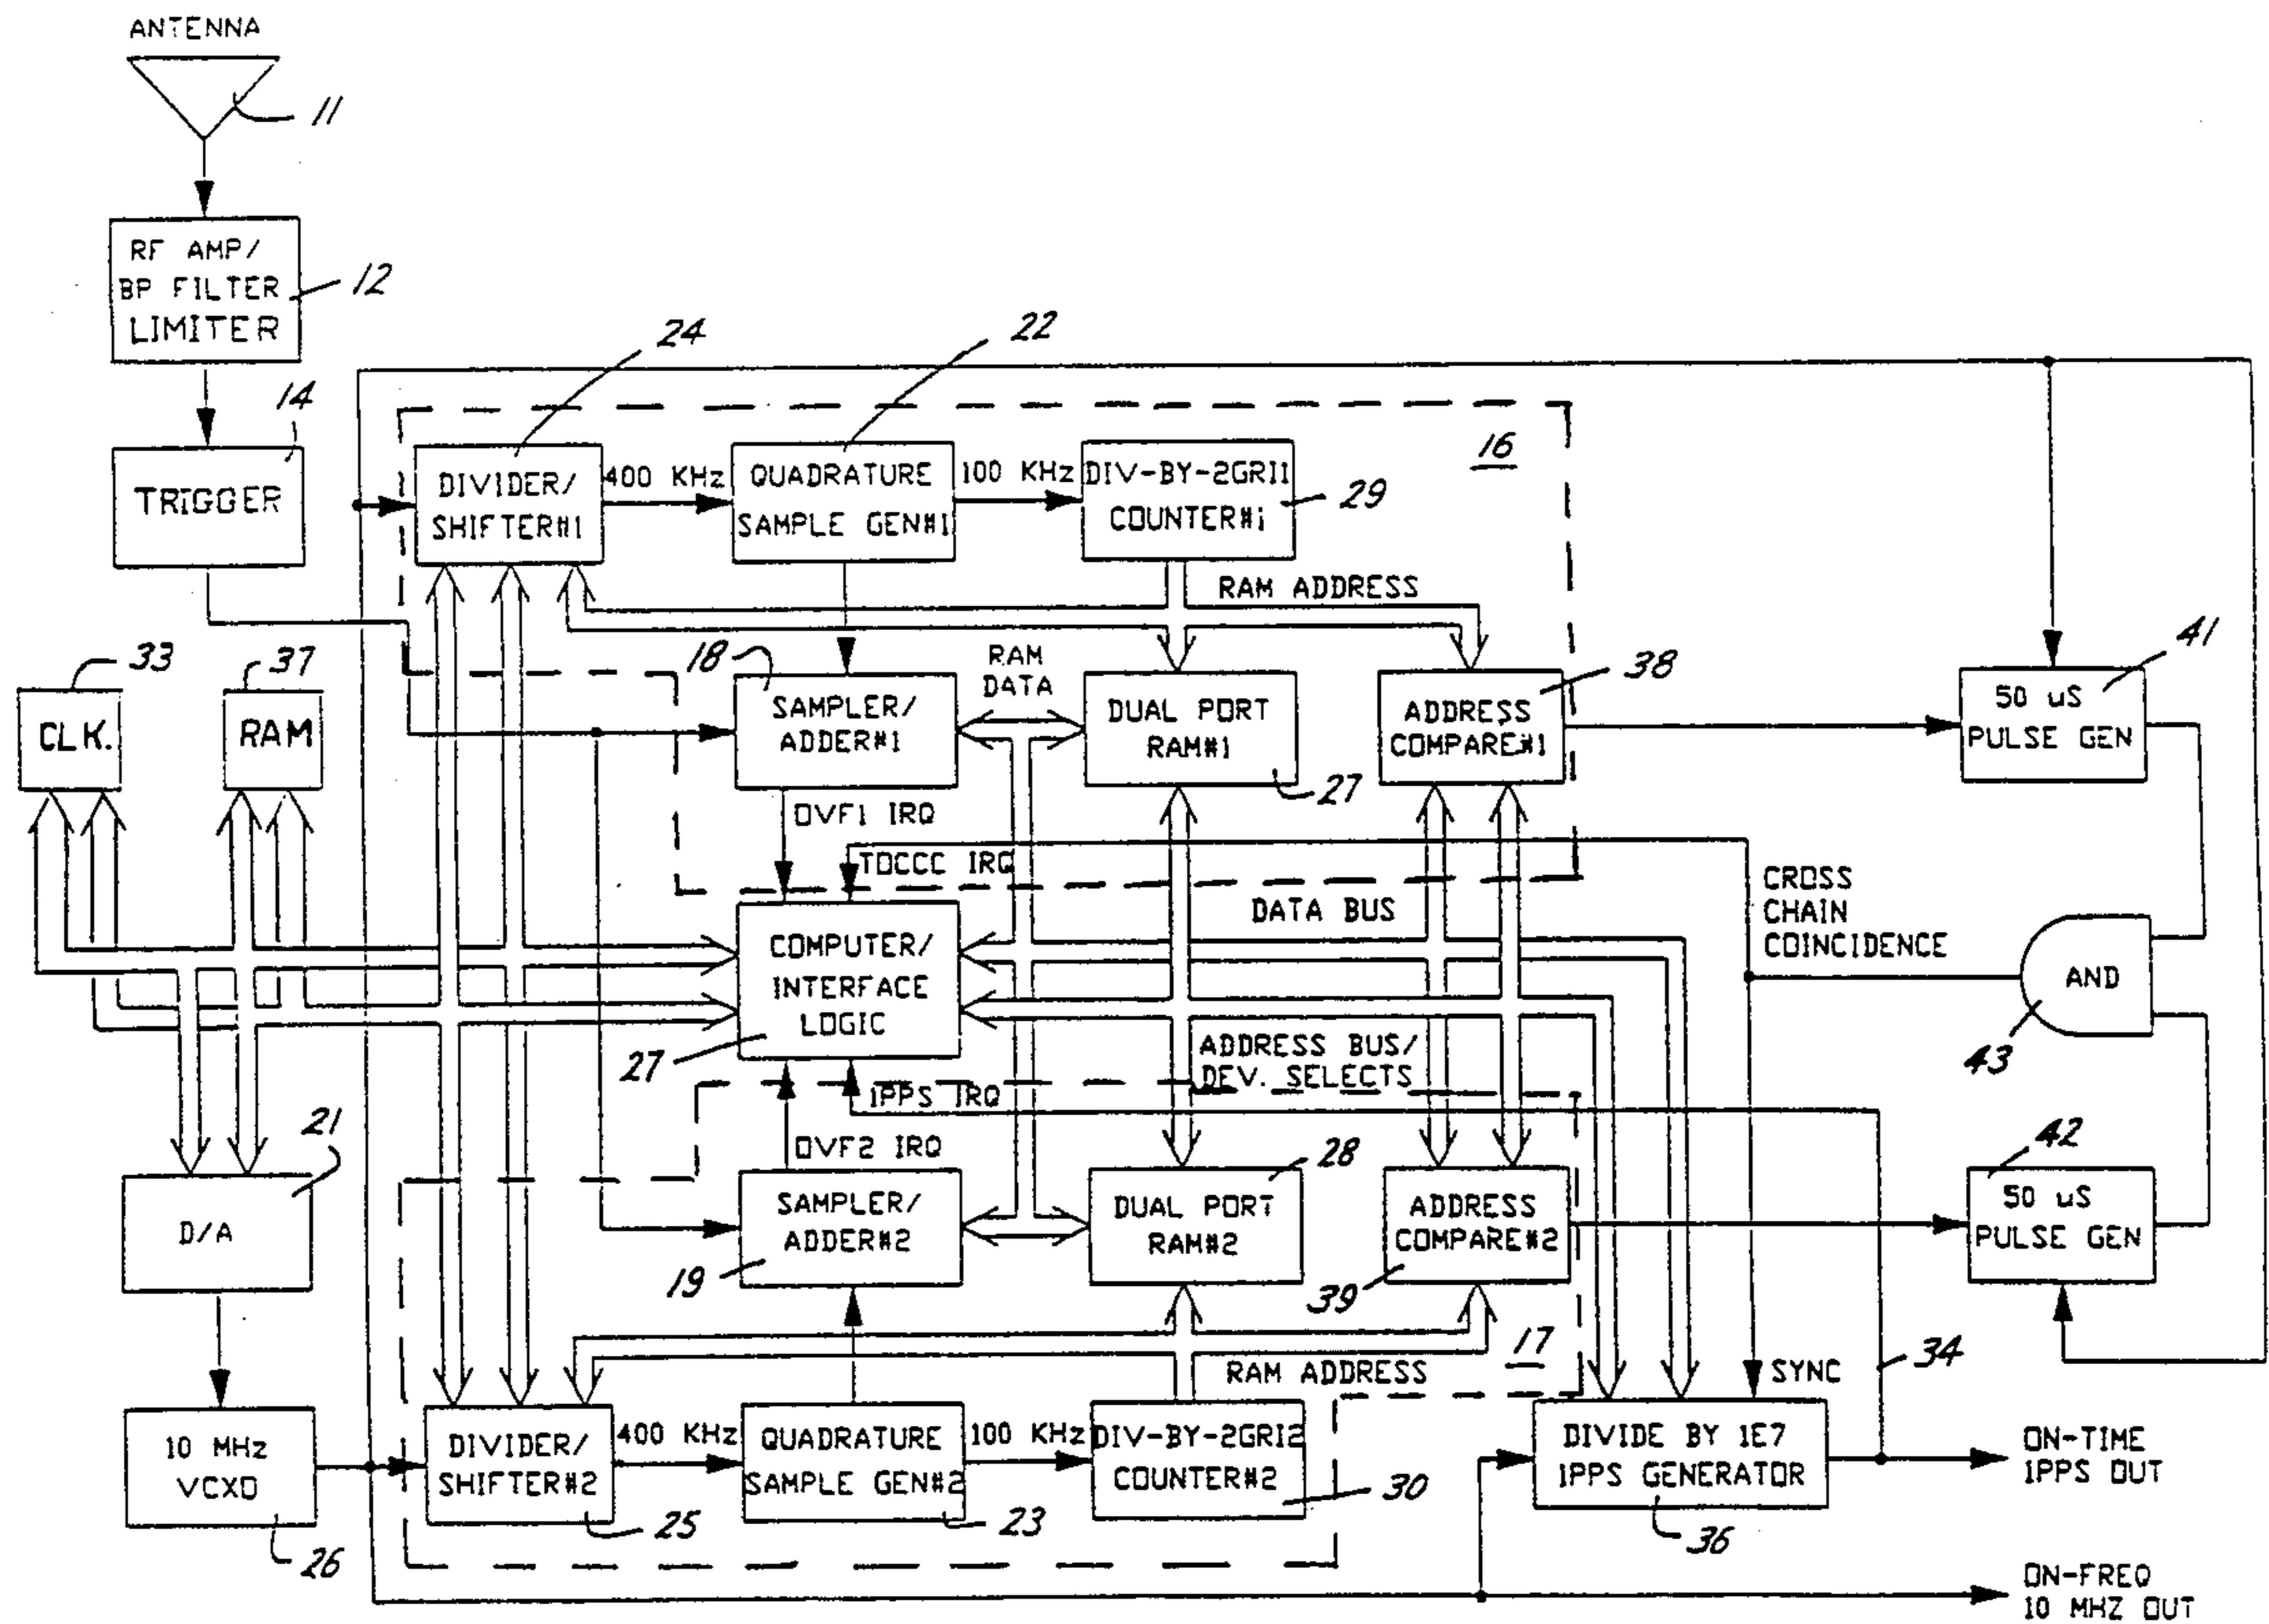 ANTENNA
11
RF AMP/
BP FILTER
LIMITER
12
14
TRIGGER
24
22
16
DIVIDER/
SHIFTER#1
400 KHz
QUADRATURE
SAMPLE GEN#1
100 KHz
DIV-BY-2GRI1
COUNTER#1
29
RAM ADDRESS
33
37
CLK.
RAM
18
SAMPLER/
ADDER#1
RAM
DATA
DUAL PORT
RAM#1
27
38
ADDRESS
COMPARE#1
41
50 uS
PULSE GEN
OVF1 IRQ
TOCCC IRQ
DATA BUS
CROSS
CHAIN
COINCIDENCE
COMPUTER/
INTERFACE
LOGIC
27
AND
43
ADDRESS BUS/
DEV. SELECTS
1PPS IRQ
OVF2 IRQ
21
D/A
SAMPLER/
ADDER#2
19
28
DUAL PORT
RAM#2
ADDRESS
COMPARE#2
39
42
50 uS
PULSE GEN
RAM ADDRESS
17
SYNC
34
10 MHz
VCXO
26
DIVIDER/
SHIFTER#2
25
400 KHz
QUADRATURE
SAMPLE GEN#2
23
100 KHz
DIV-BY-2GRI2
COUNTER#2
30
DIVIDE BY 1E7
1PPS GENERATOR
36
ON-TIME
1PPS OUT
ON-FREQ
10 MHZ OUT